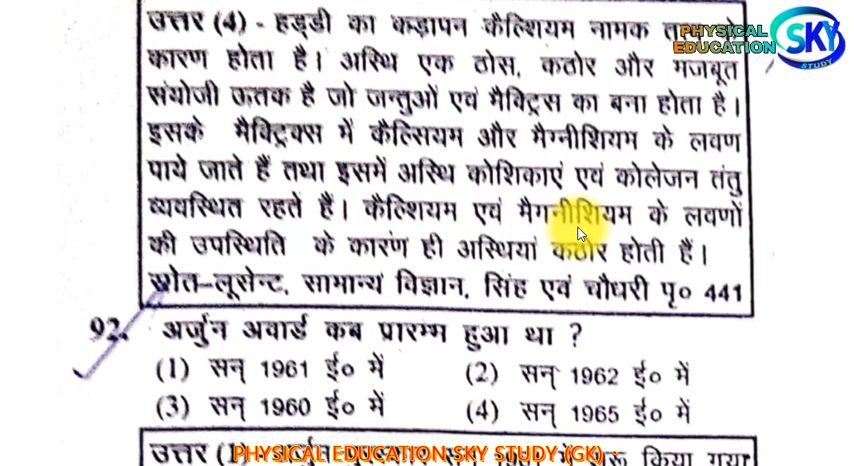 उत्तर (4) - हड्डी का कड़ापन कैल्शियम नामक तत्व के
कारण होता है। अस्थि एक ठोस, कठोर और मजबूत
संयोजी ऊतक है जो जन्तुओं एवं मैक्ट्रिस का बना होता है।
इसके मैक्ट्रिक्स में कैल्सियम और मैग्नीशियम के लवण
पाये जाते हैं तथा इसमें अस्थि कोशिकाएं एवं कोलेजन तंतु
व्यवस्थित रहते हैं। कैल्शियम एवं मैगनीशियम के लवणों
की उपस्थिति के कारण ही अस्थियां कठोर होती हैं।
स्रोत–लूसेन्ट, सामान्य विज्ञान, सिंह एवं चौधरी पृ० 441
92. अर्जुन अवार्ड कब प्रारम्म हुआ था ?
(1) सन् 1961 ई० में (2) सन् 1962 ई० में
(3) सन् 1960 ई० में (4) सन् 1965 ई० में
उत्तर (1)
PHYSICAL EDUCATION SKY STUDY (GK) -
PHYSICAL
EDUCATION
SKY
STUDY